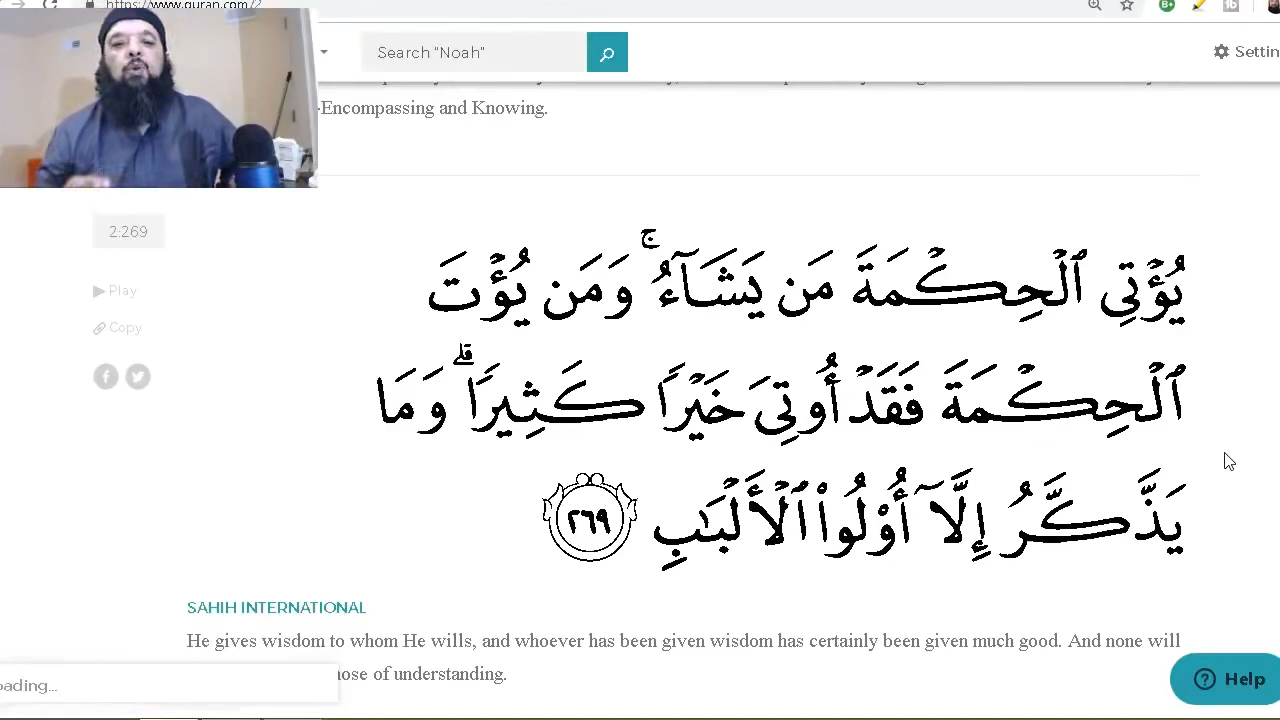 https://www.quran.com/2
Search "Noah"
Settin
-Encompassing and Knowing.
2:269
Play
Copy
يُؤْتِى ٱلْحِكْمَةَ مَن يَشَآءُ ۚ وَمَن يُؤْتَ
ٱلْحِكْمَةَ فَقَدْ أُوتِىَ خَيْرًا كَثِيرًا ۗ وَمَا
يَذَّكَّرُ إِلَّآ أُو۟لُوا۟ ٱلْأَلْبَـٰبِ ٢٦٩
SAHIH INTERNATIONAL
He gives wisdom to whom He wills, and whoever has been given wisdom has certainly been given much good. And none will
hose of understanding.
oading...
Help